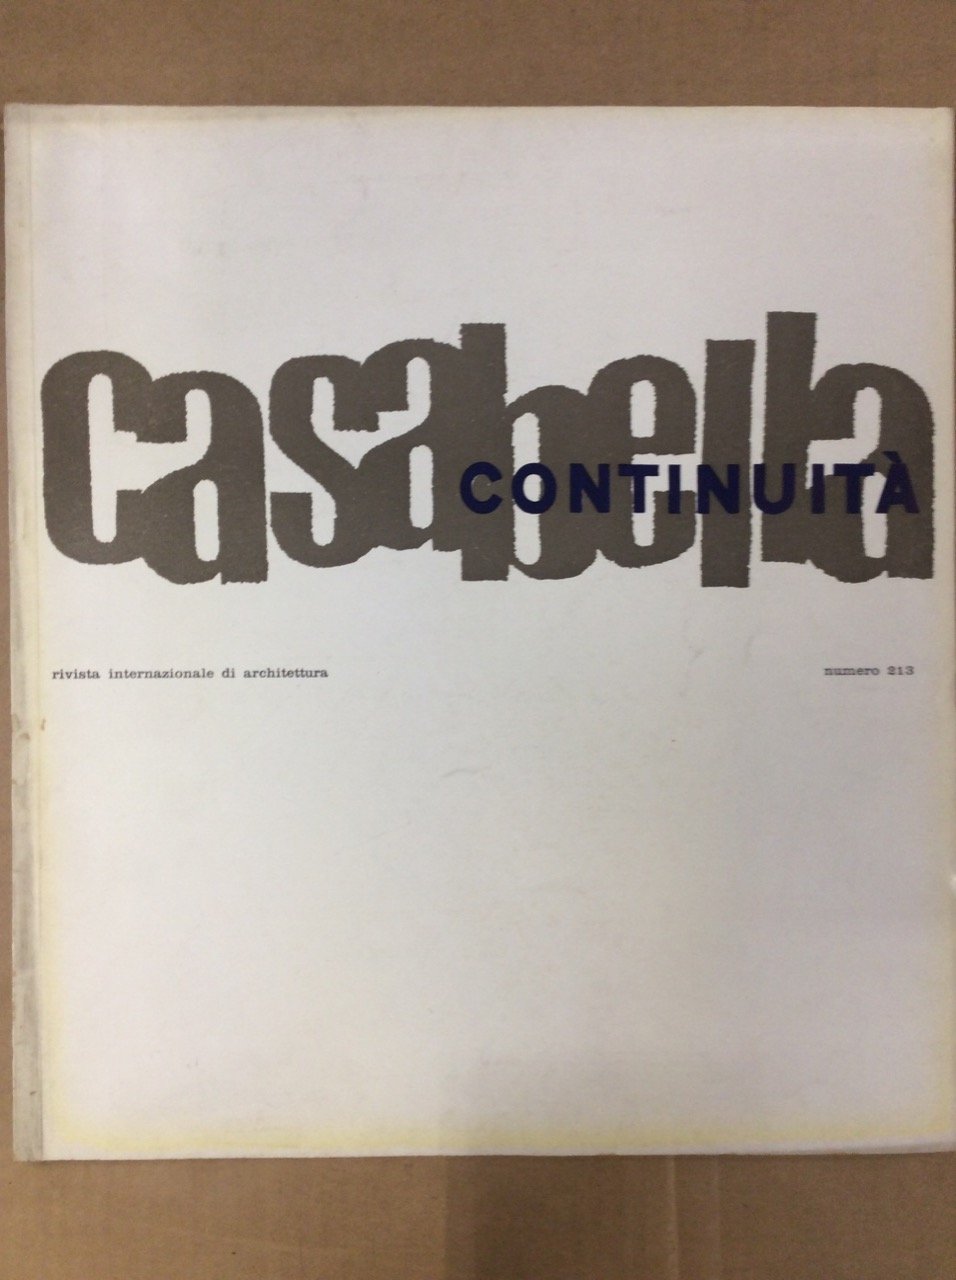 casabella
CONTINUITÀ
rivista internazionale di architettura
numero 213